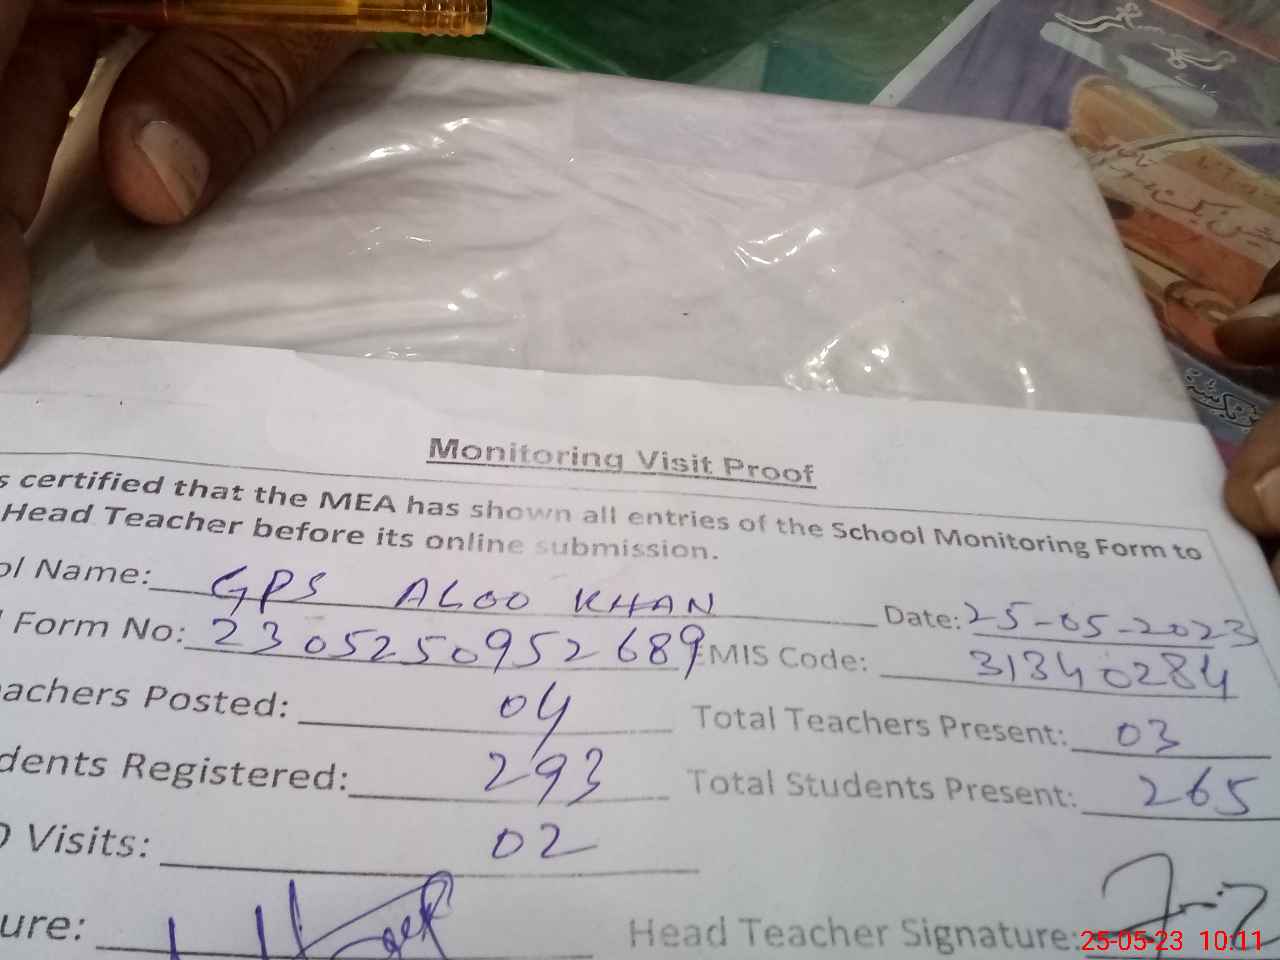 Monitoring Visit Proof
s certified that the MEA has shown all entries of the School Monitoring Form to
Head Teacher before its online submission.
ol Name: GPS ALOO KHAN Date: 25-05-2023
Form No: 2305250952689 EMIS Code: 31340284
achers Posted: 04 Total Teachers Present: 03
dents Registered: 293 Total Students Present: 265
Visits: 02
ure: Head Teacher Signature:
25-05-23 10:11